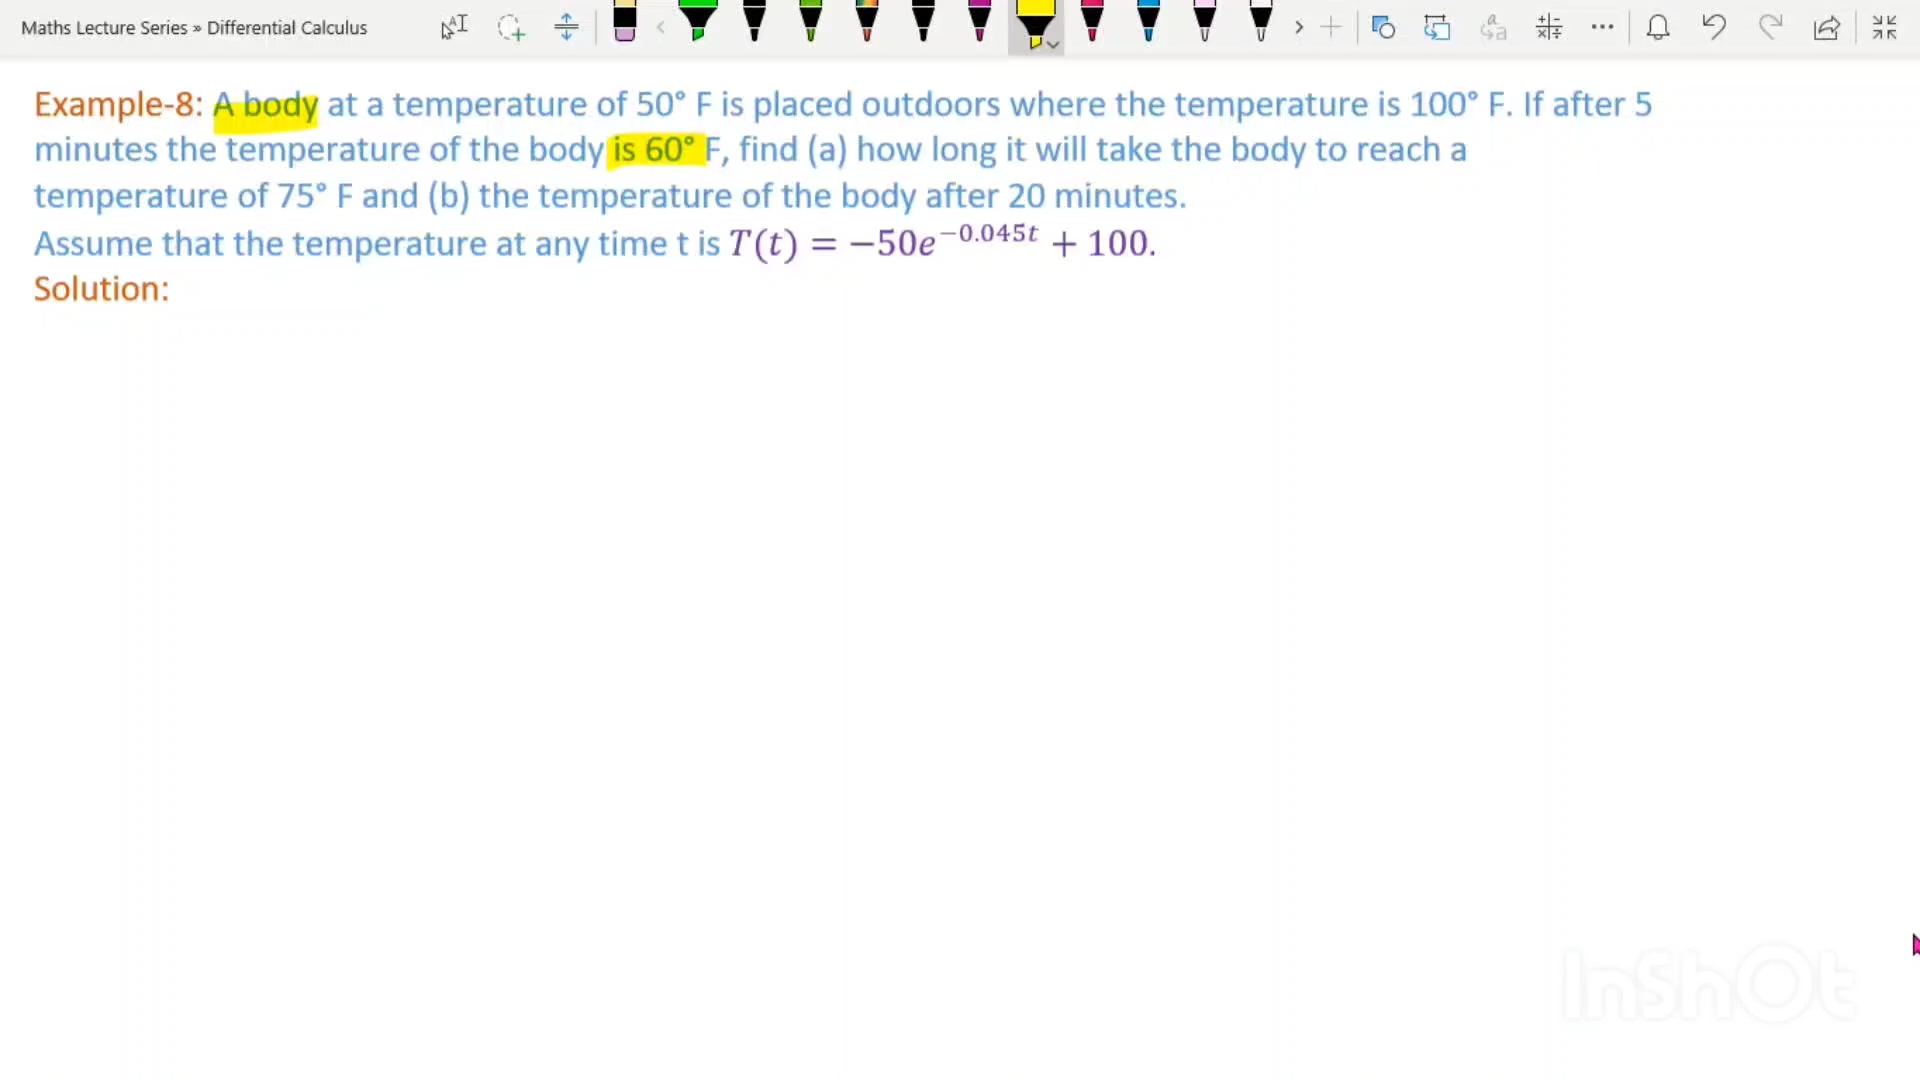 Maths Lecture Series » Differential Calculus
Example-8: A body at a temperature of 50° F is placed outdoors where the temperature is 100° F. If after 5
minutes the temperature of the body is 60° F, find (a) how long it will take the body to reach a
temperature of 75° F and (b) the temperature of the body after 20 minutes.
Assume that the temperature at any time t is T(t) = −50e^{−0.045t} + 100.
Solution:
InShOt